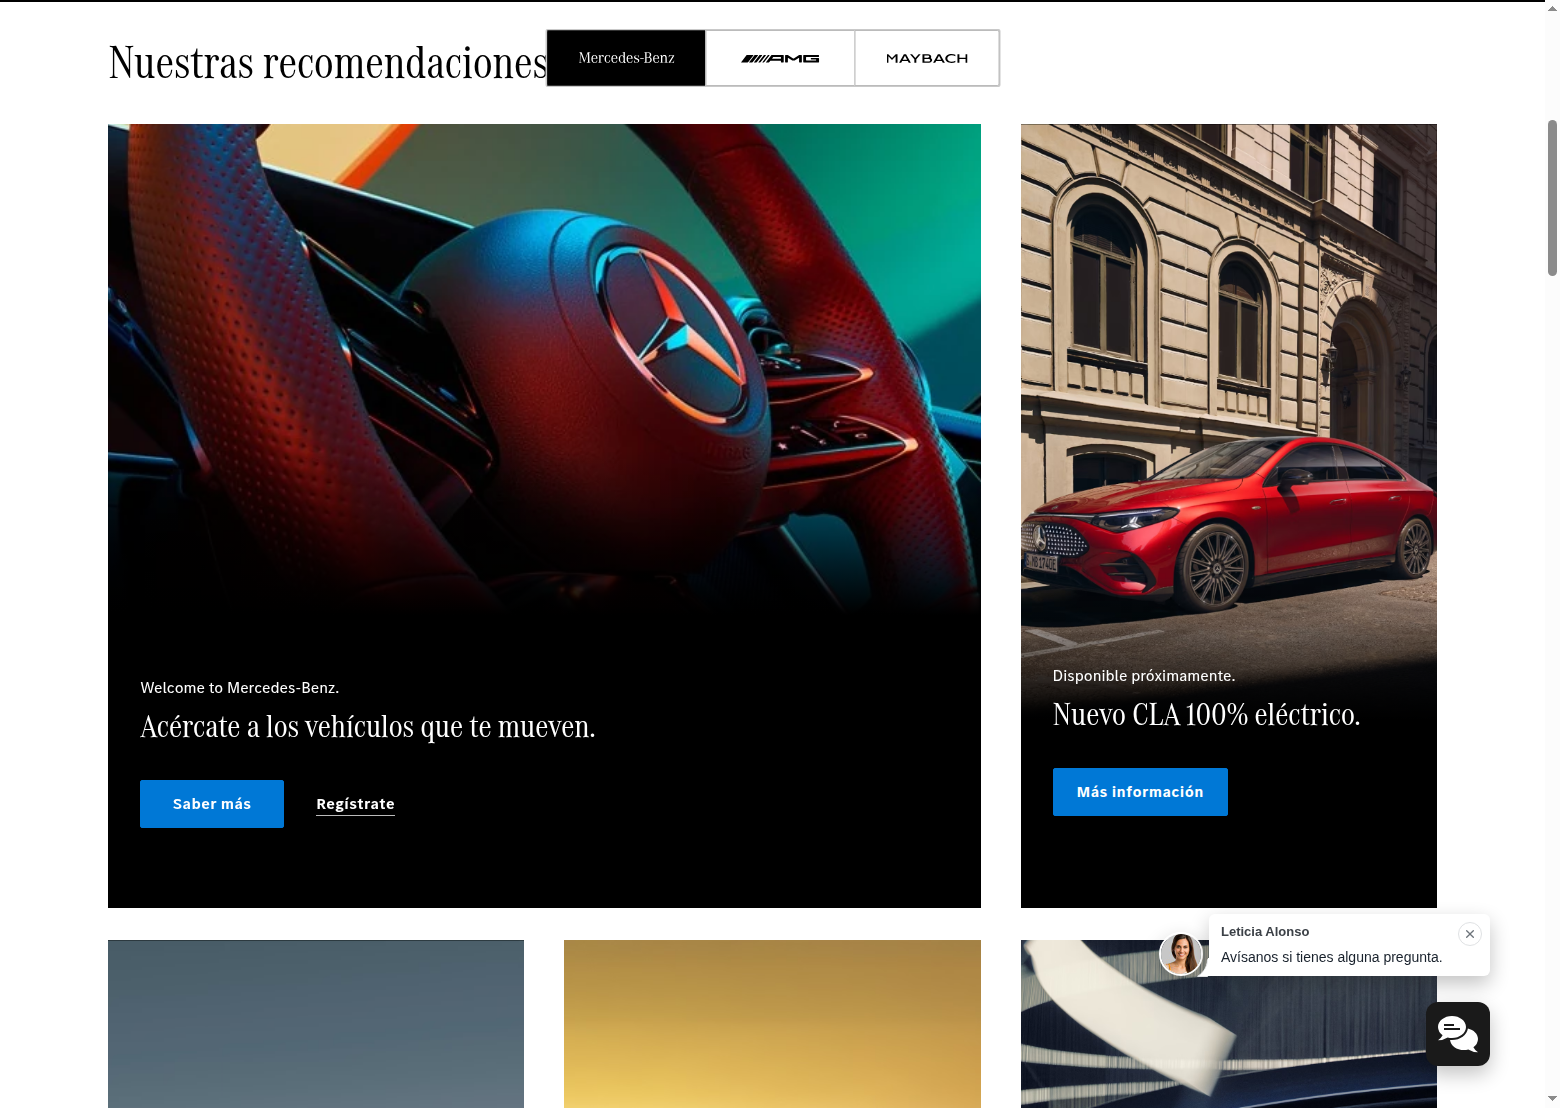 Nuestras recomendaciones
Mercedes-Benz
AMG
MAYBACH
Welcome to Mercedes-Benz.
Acércate a los vehículos que te mueven.
Saber más
Regístrate
Disponible próximamente.
Nuevo CLA 100% eléctrico.
Más información
Leticia Alonso
Avísanos si tienes alguna pregunta.